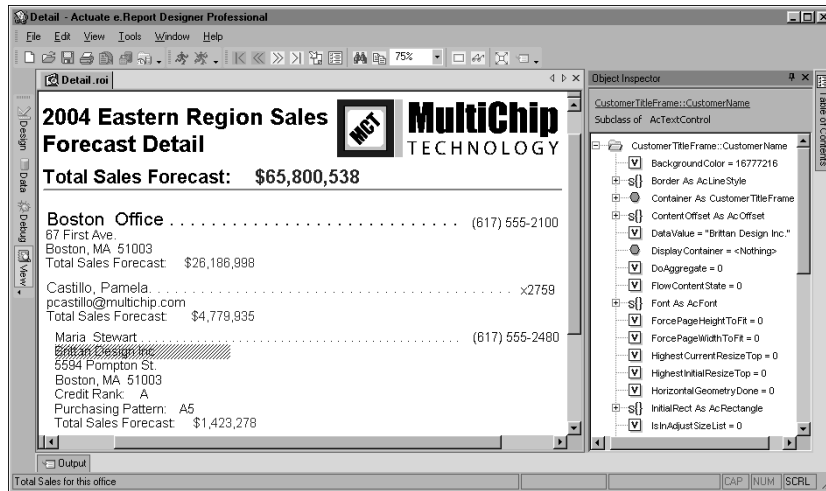 Detail - Actuate e.Report Designer Professional
File Edit View Tools Window Help
75%
Detail.roi
Design
Data
Debug
View
2004 Eastern Region Sales
Forecast Detail
MCT
MultiChip
TECHNOLOGY
Total Sales Forecast: $65,800,538
Boston Office . . . . . . . . . . . . . . . . . . . . . . . . . . . . . (617) 555-2100
67 First Ave.
Boston, MA 51003
Total Sales Forecast: $26,186,998
Castillo, Pamela. . . . . . . . . . . . . . . . . . . . . . . . . . . . . . . . . . x2759
pcastillo@multichip.com
Total Sales Forecast: $4,779,935
Maria Stewart . . . . . . . . . . . . . . . . . . . . . . . . . . . . . . (617) 555-2480
Brittan Design Inc.
5594 Pompton St.
Boston, MA 51003
Credit Rank: A
Purchasing Pattern: A5
Total Sales Forecast: $1,423,278
Object Inspector
CustomerTitleFrame::CustomerName
Subclass of AcTextControl
CustomerTitleFrame::CustomerName
V BackgroundColor = 16777216
S{} Border As AcLineStyle
Container As CustomerTitleFrame
S{} ContentOffset As AcOffset
V DataValue = "Brittan Design Inc."
DisplayContainer = <Nothing>
V DoAggregate = 0
V FlowContentState = 0
S{} Font As AcFont
V ForcePageHeightToFit = 0
V ForcePageWidthToFit = 0
V HighestCurrentResizeTop = 0
V HighestInitialResizeTop = 0
V HorizontalGeometryDone = 0
S{} InitialRect As AcRectangle
V IsInAdjustSizeList = 0
Table of Contents
Output
Total Sales for this office
CAP NUM SCRL